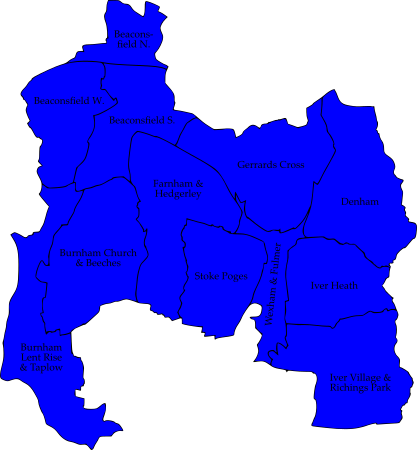 Beacons-
field N.
Beaconsfield W.
Beaconsfield S.
Gerrards Cross
Farnham &
Hedgerley
Denham
Burnham Church
& Beeches
Stoke Poges
Wexham & Fulmer
Iver Heath
Burnham
Lent Rise
& Taplow
Iver Village &
Richings Park